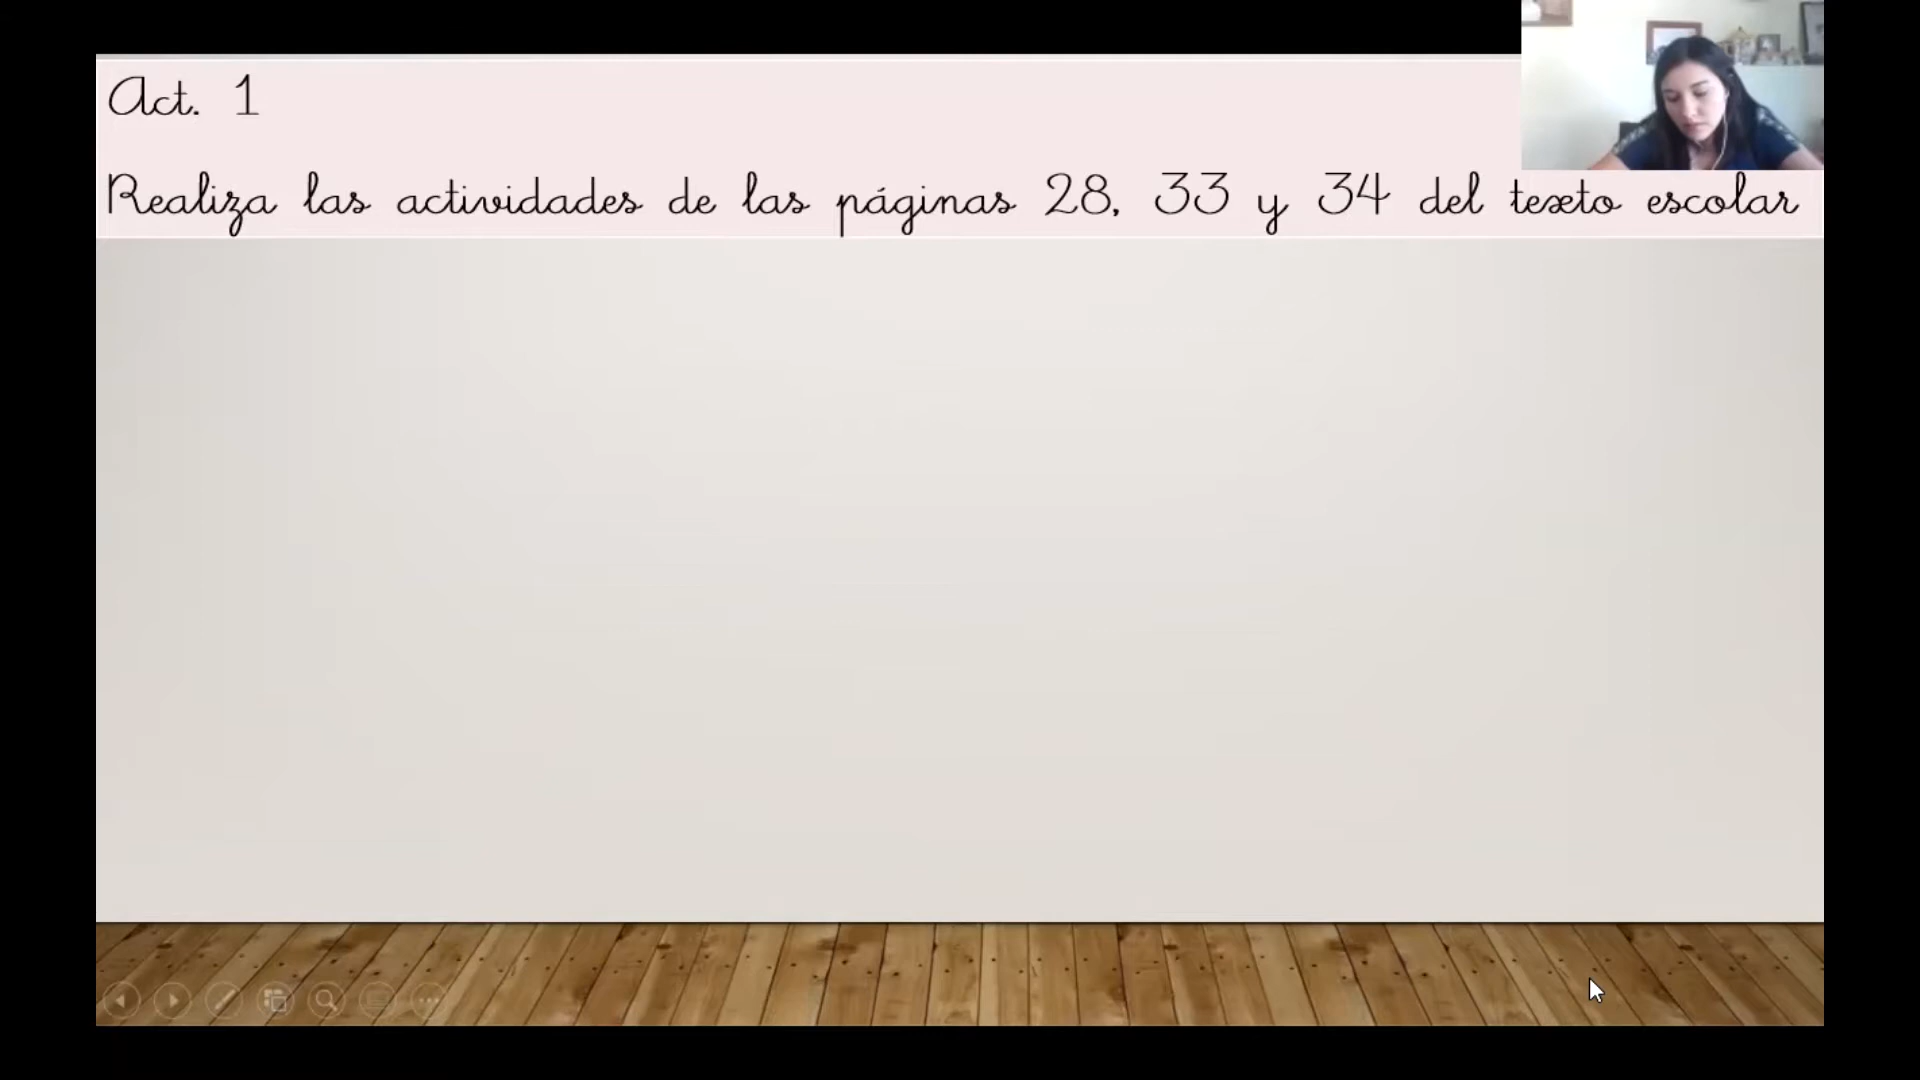 Act. 1
Realiza las actividades de las páginas 28, 33 y 34 del texto escolar